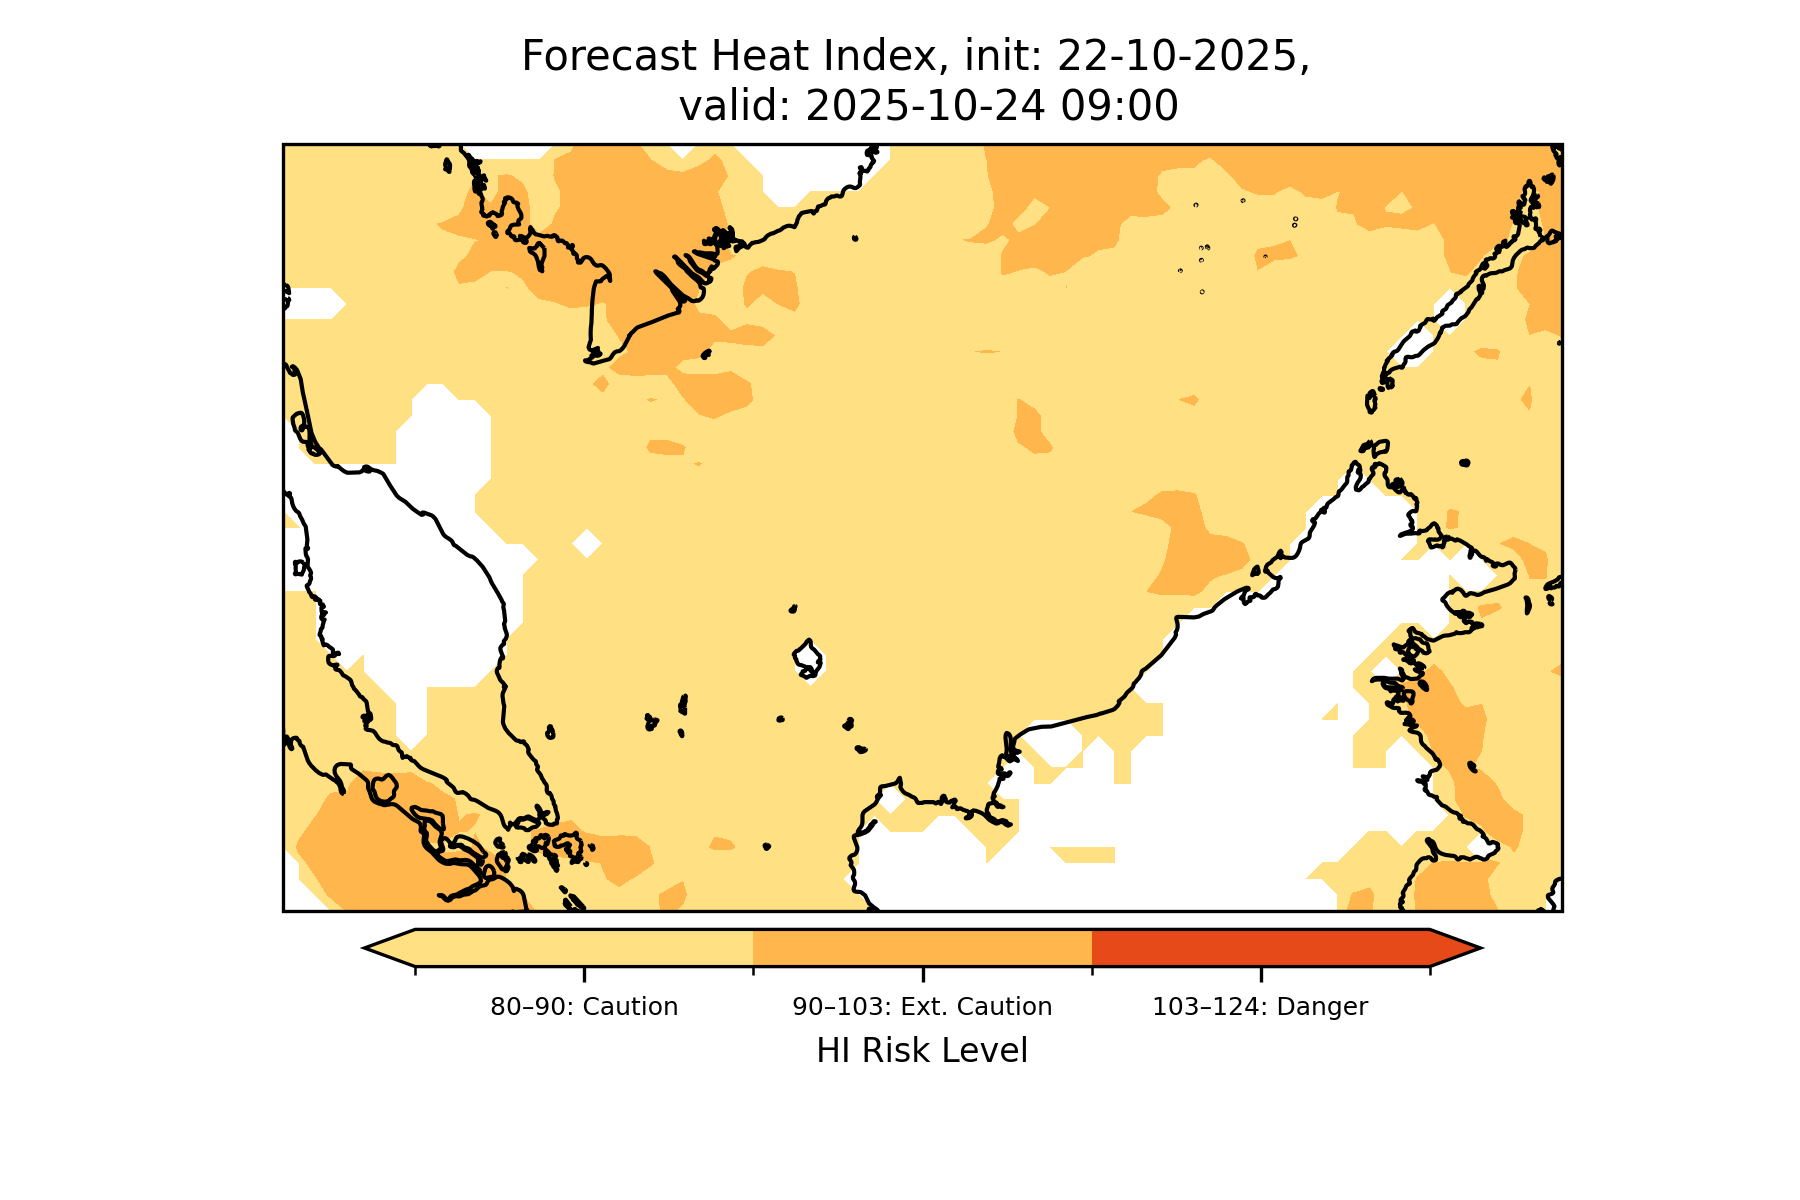 Forecast Heat Index, init: 22-10-2025,
valid: 2025-10-24 09:00
80–90: Caution
90–103: Ext. Caution
103–124: Danger
HI Risk Level